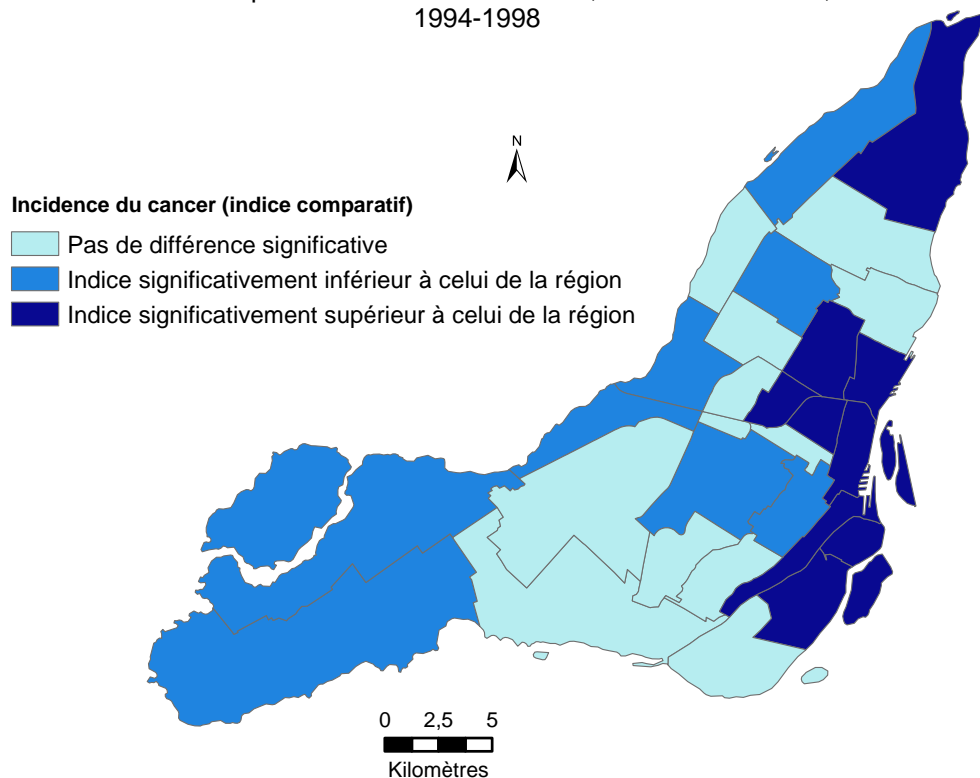 1994-1998
N
Incidence du cancer (indice comparatif)
Pas de différence significative
Indice significativement inférieur à celui de la région
Indice significativement supérieur à celui de la région
0 2,5 5
Kilomètres